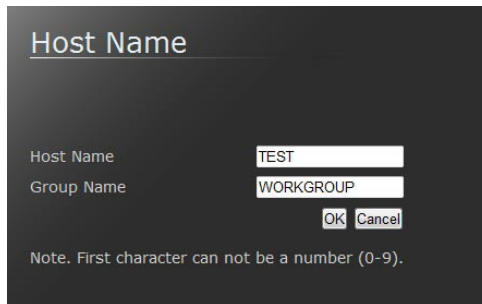 Host Name
Host Name TEST
Group Name WORKGROUP
OK Cancel
Note. First character can not be a number (0-9).